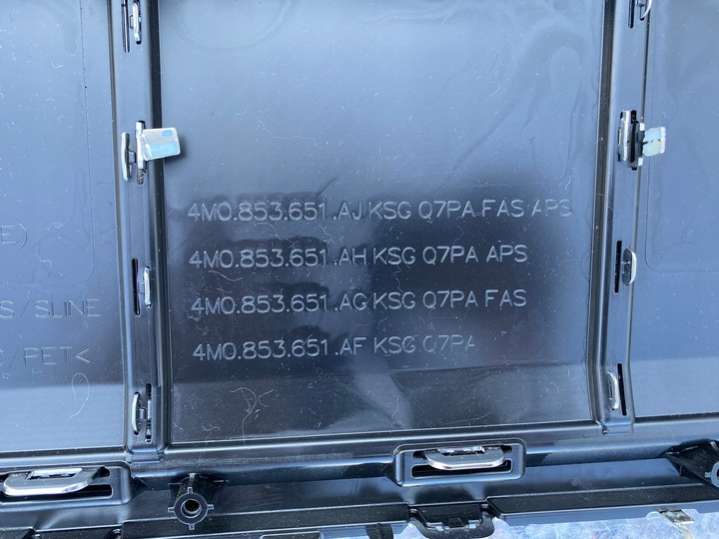 4M0.853.651.AJ KSG Q7PA FAS APS
4M0.853.651.AH KSG Q7PA APS
4M0.853.651.AG KSG Q7PA FAS
4M0.853.651.AF KSG Q7PA
E)
S/SLINE
/PET<